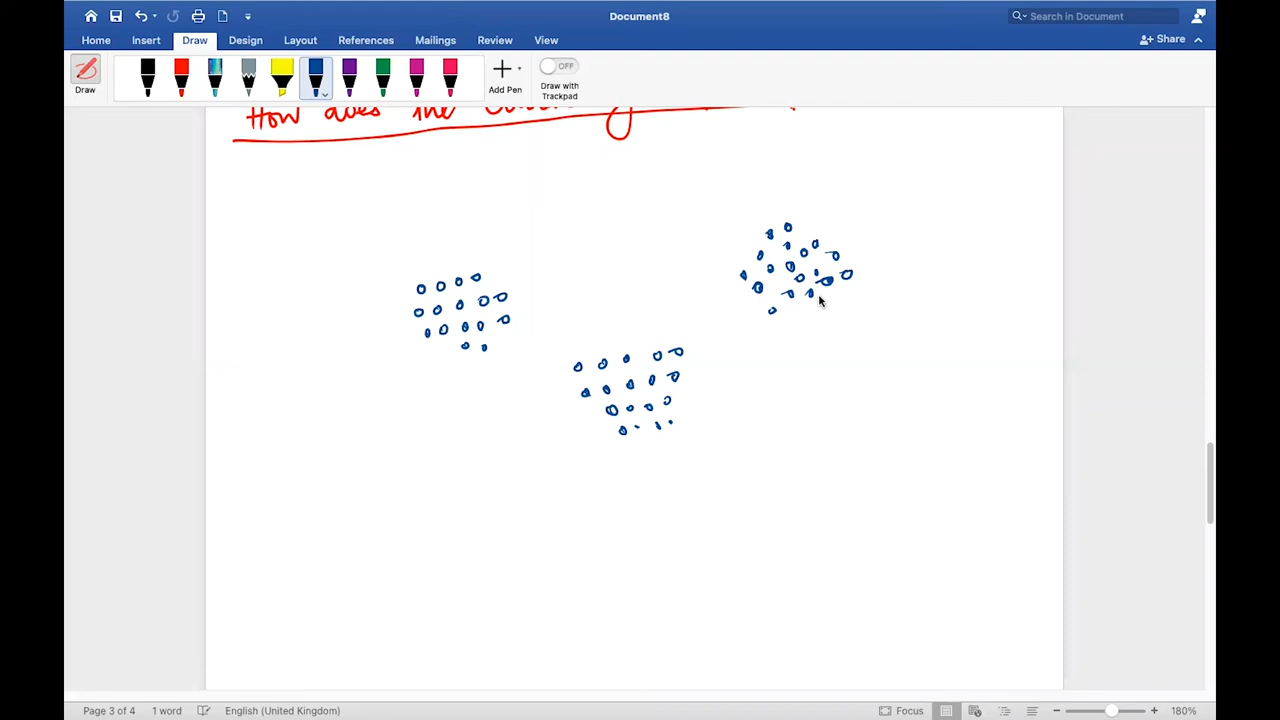 Document8
Search in Document
Home Insert Draw Design Layout References Mailings Review View
Share
OFF
Draw
Add Pen
Draw with
Trackpad
How does the
Page 3 of 4 1 word English (United Kingdom) Focus 180%